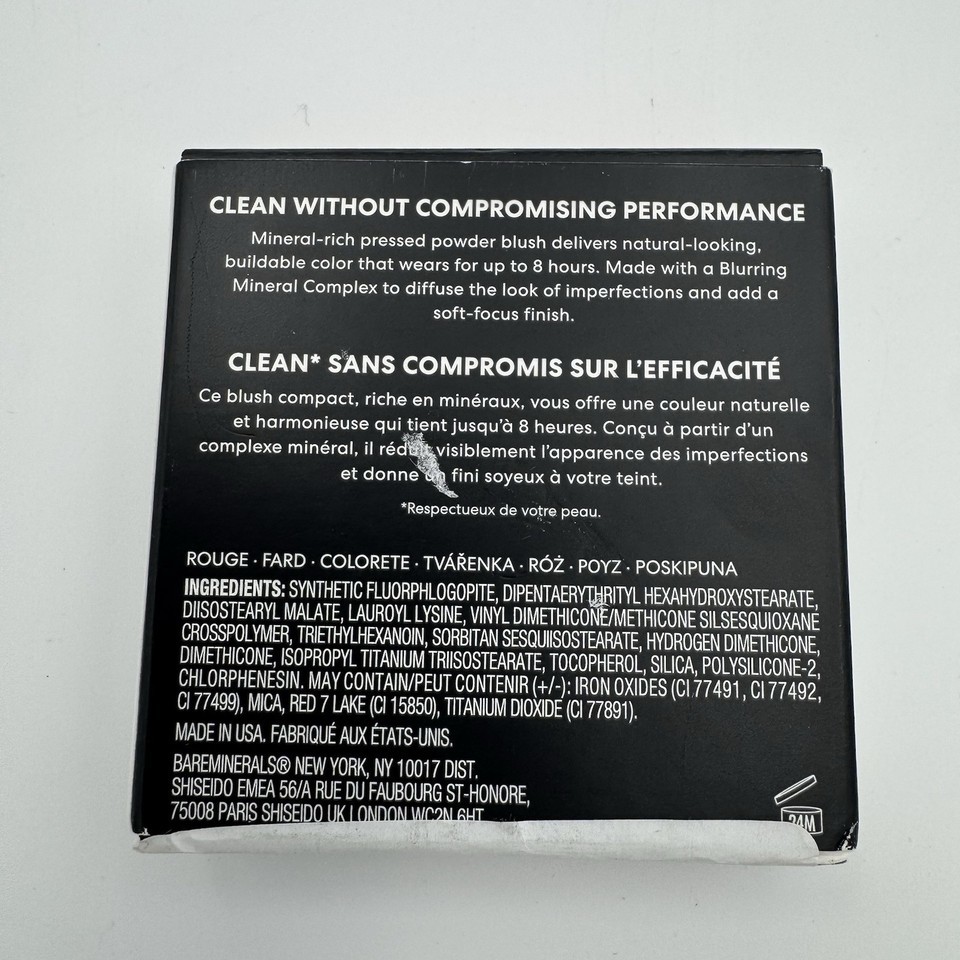 CLEAN WITHOUT COMPROMISING PERFORMANCE
Mineral-rich pressed powder blush delivers natural-looking,
buildable color that wears for up to 8 hours. Made with a Blurring
Mineral Complex to diffuse the look of imperfections and add a
soft-focus finish.
CLEAN* SANS COMPROMIS SUR L'EFFICACITÉ
Ce blush compact, riche en minéraux, vous offre une couleur naturelle
et harmonieuse qui tient jusqu'à 8 heures. Conçu à partir d'un
complexe minéral, il réduit visiblement l'apparence des imperfections
et donne un fini soyeux à votre teint.
*Respectueux de votre peau.
ROUGE · FARD · COLORETE · TVÁŘENKA · RÓŻ · ΡΟΥΖ · POSKIPUNA
INGREDIENTS: SYNTHETIC FLUORPHLOGOPITE, DIPENTAERYTHRITYL HEXAHYDROXYSTEARATE,
DIISOSTEARYL MALATE, LAUROYL LYSINE, VINYL DIMETHICONE/METHICONE SILSESQUIOXANE
CROSSPOLYMER, TRIETHYLHEXANOIN, SORBITAN SESQUIISOSTEARATE, HYDROGEN DIMETHICONE,
DIMETHICONE, ISOPROPYL TITANIUM TRIISOSTEARATE, TOCOPHEROL, SILICA, POLYSILICONE-2,
CHLORPHENESIN. MAY CONTAIN/PEUT CONTENIR (+/-): IRON OXIDES (CI 77491, CI 77492,
CI 77499), MICA, RED 7 LAKE (CI 15850), TITANIUM DIOXIDE (CI 77891).
MADE IN USA. FABRIQUÉ AUX ÉTATS-UNIS.
BAREMINERALS® NEW YORK, NY 10017 DIST.
SHISEIDO EMEA 56/A RUE DU FAUBOURG ST-HONORE,
75008 PARIS SHISEIDO UK LONDON WC2N 6HT
24M